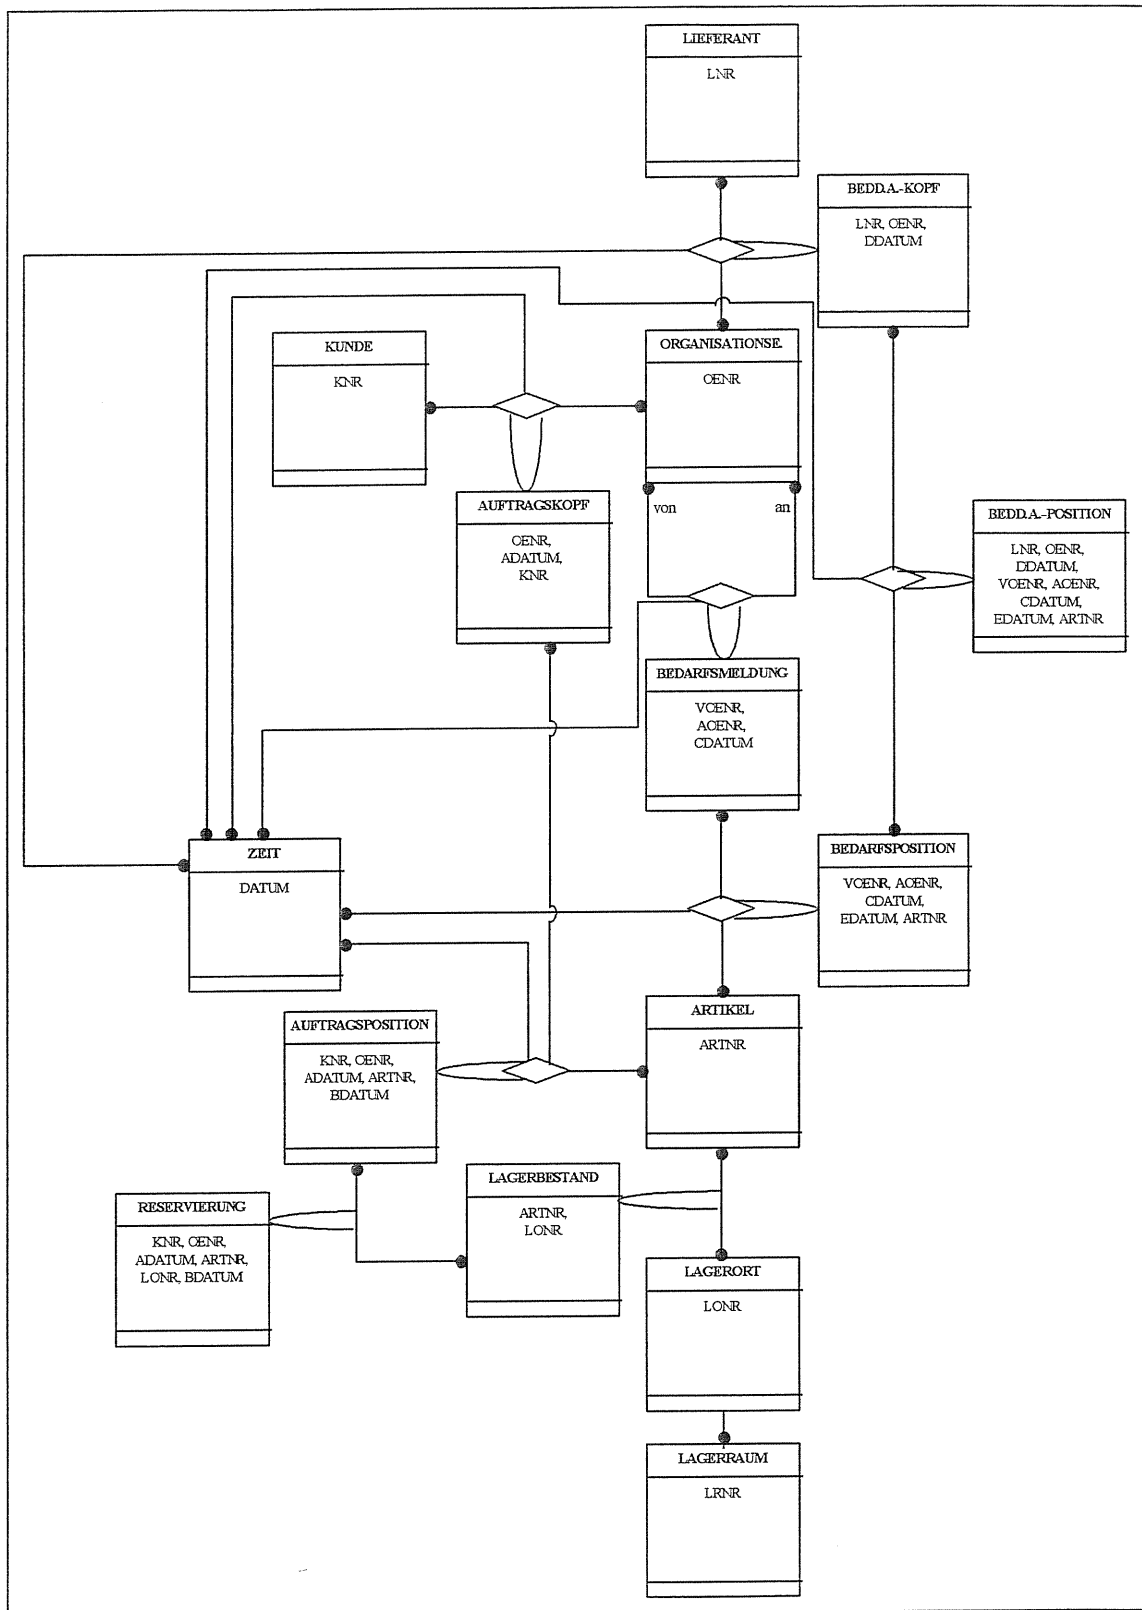 LIEFERANT
LNR
BEDD.A.-KOPF
LNR, OENR,
DDATUM
KUNDE
KNR
ORGANISATIONSE.
OENR
von
an
AUFTRAGSKOPF
OENR,
ADATUM,
KNR
BEDD.A.-POSITION
LNR, OENR,
DDATUM,
VOENR, AOENR,
CDATUM,
EDATUM, ARTNR
BEDARFSMELDUNG
VOENR,
AOENR,
CDATUM
ZEIT
DATUM
BEDARFSPOSITION
VOENR, AOENR,
CDATUM,
EDATUM, ARTNR
ARTIKEL
ARTNR
AUFTRAGSPOSITION
KNR, OENR,
ADATUM, ARTNR,
BDATUM
LAGERBESTAND
ARTNR,
LONR
RESERVIERUNG
KNR, OENR,
ADATUM, ARTNR,
LONR, BDATUM
LAGERORT
LONR
LAGERRAUM
LRNR